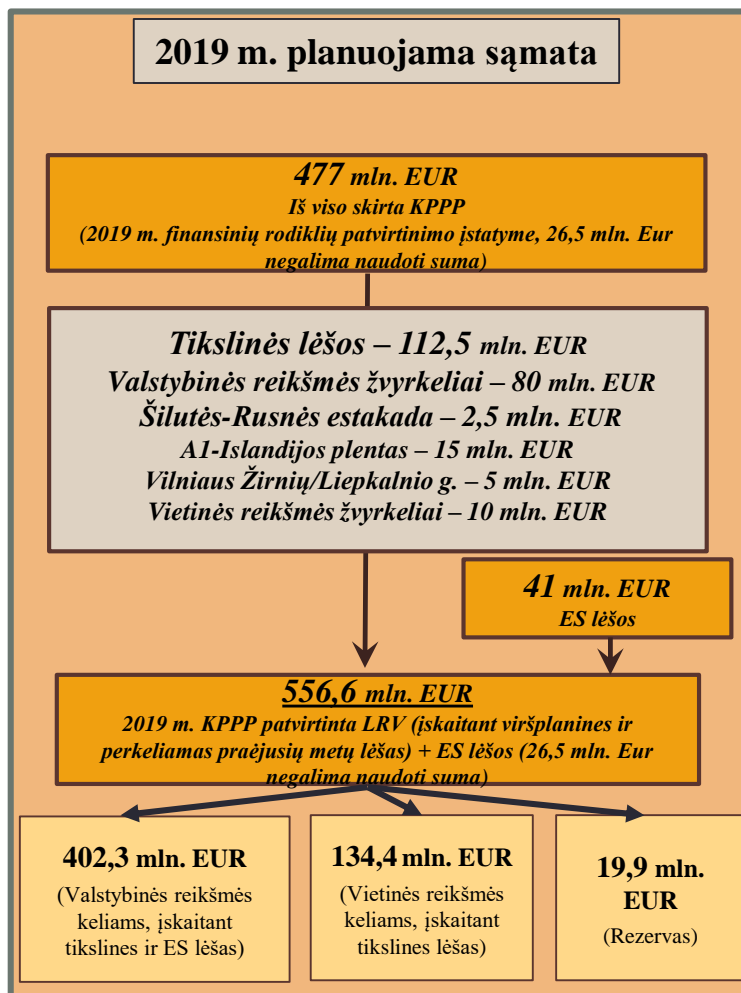 2019 m. planuojama sąmata
477 mln. EUR
Iš viso skirta KPPP
(2019 m. finansinių rodiklių patvirtinimo įstatyme, 26,5 mln. Eur
negalima naudoti suma)
Tikslinės lėšos – 112,5 mln. EUR
Valstybinės reikšmės žvyrkeliai – 80 mln. EUR
Šilutės-Rusnės estakada – 2,5 mln. EUR
A1-Islandijos plentas – 15 mln. EUR
Vilniaus Žirnių/Liepkalnio g. – 5 mln. EUR
Vietinės reikšmės žvyrkeliai – 10 mln. EUR
41 mln. EUR
ES lėšos
556,6 mln. EUR
2019 m. KPPP patvirtinta LRV (įskaitant viršplanines ir
perkeliamas praėjusių metų lėšas) + ES lėšos (26,5 mln. Eur
negalima naudoti suma)
402,3 mln. EUR
(Valstybinės reikšmės
keliams, įskaitant
tikslines ir ES lėšas)
134,4 mln. EUR
(Vietinės reikšmės
keliams, įskaitant
tikslines lėšas)
19,9 mln.
EUR
(Rezervas)